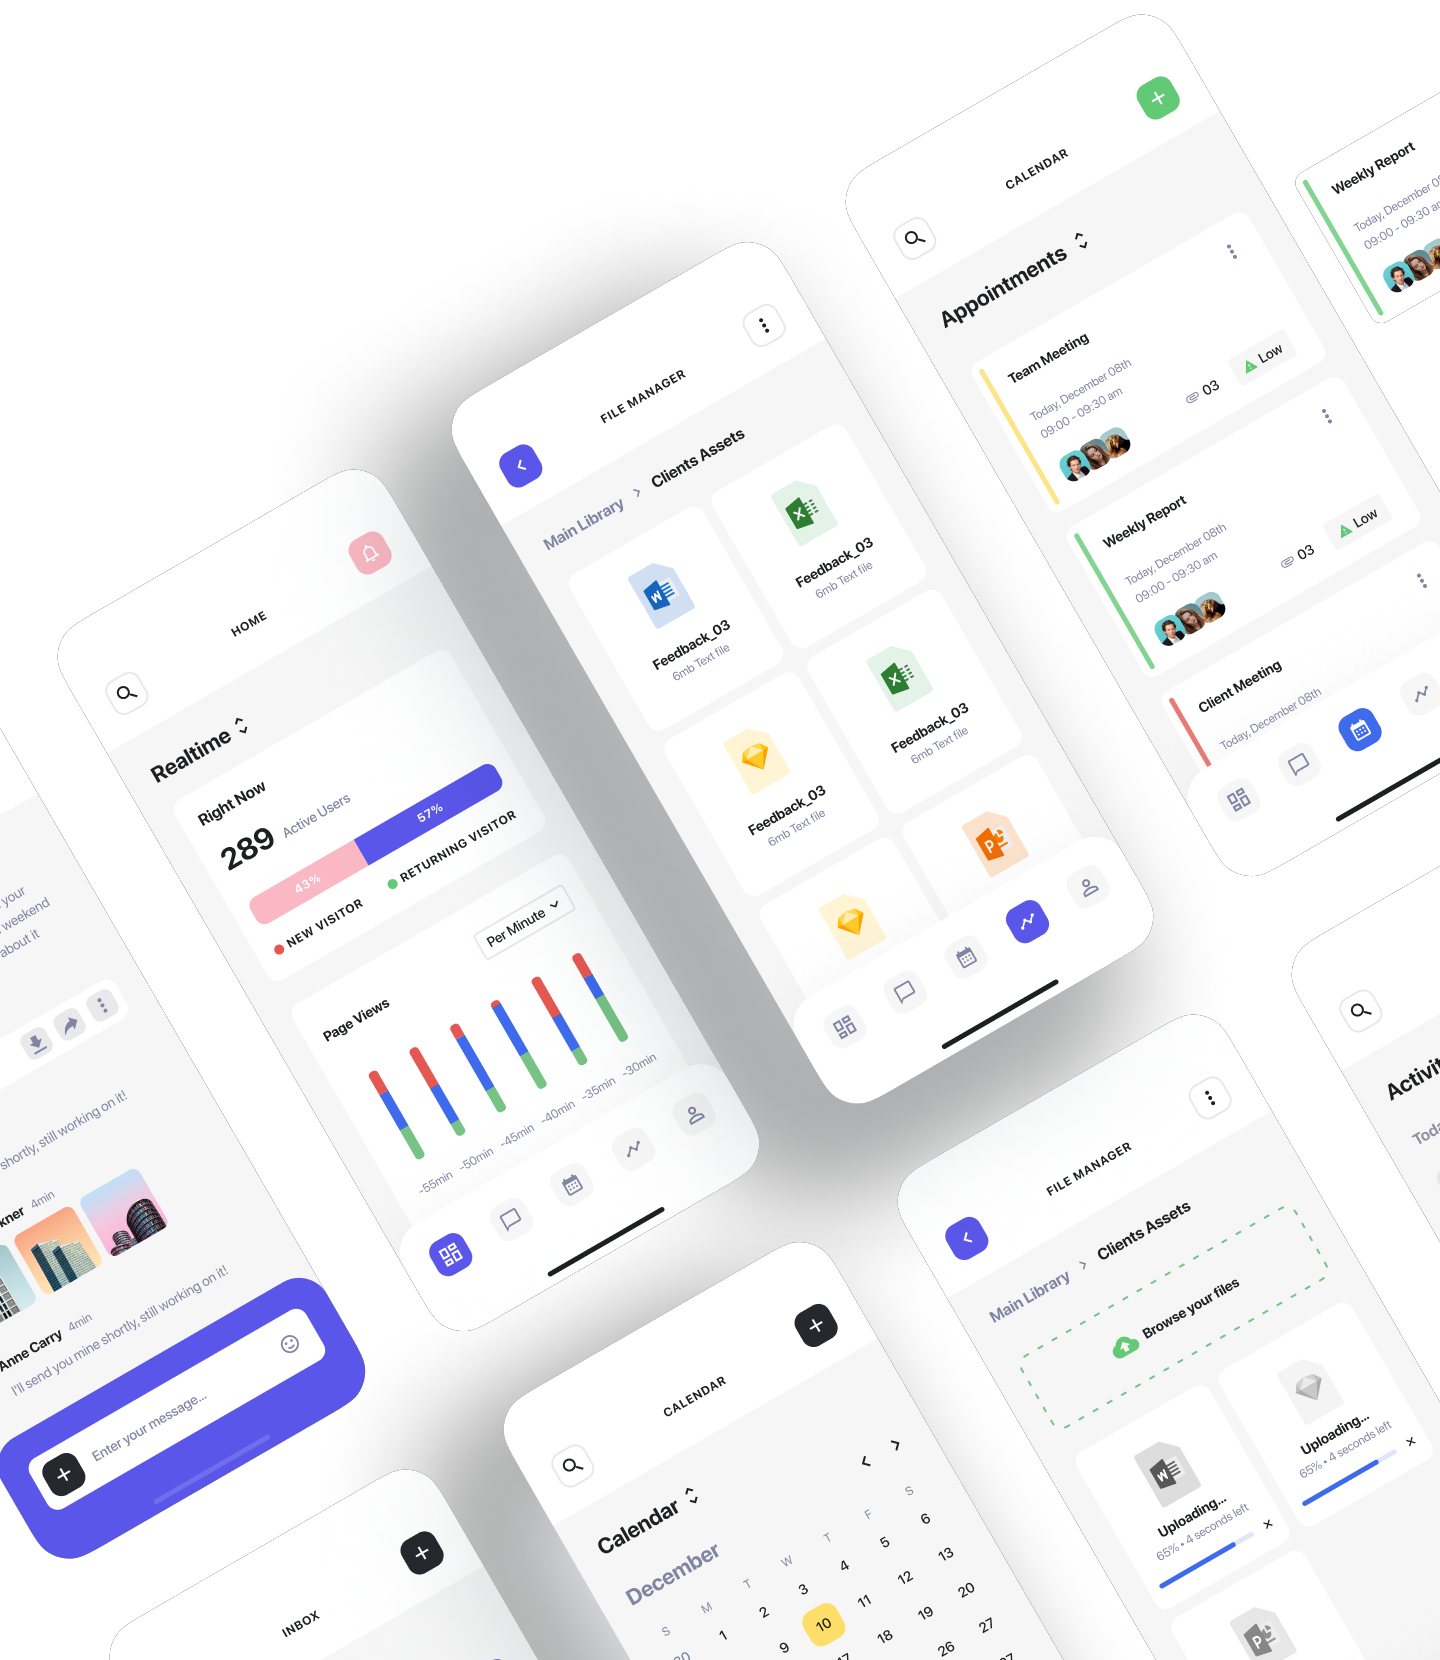 CALENDAR
Appointments
Team Meeting
Today, December 08th
09:00 - 09:30 am
03
Low
Weekly Report
Today, December 08th
09:00 - 09:30 am
03
Low
Client Meeting
Today, December 08th
Weekly Report
Today, December
09:00 - 09:30
FILE MANAGER
Main Library
Clients Assets
Feedback_03
6mb Text file
X
Feedback_03
6mb Text file
W
Feedback_03
6mb Text file
X
Feedback_03
6mb Text file
P
HOME
Realtime
Right Now
289 Active Users
43%
57%
NEW VISITOR
RETURNING VISITOR
Page Views
Per Minute
-55min
-50min
-45min
-40min
-35min
-30min
your
weekend
about it
shortly, still working on it!
4min
Anne Carry 4min
I'll send you mine shortly, still working on it!
Enter your message...
INBOX
CALENDAR
Calendar
December
S M T W T F S
1 2 3 4 5 6
9 10 11 12 13
18 19 20
26 27
FILE MANAGER
Main Library
Clients Assets
Browse your files
W
Uploading...
65% • 4 seconds left
Uploading...
65% • 4 seconds left
P